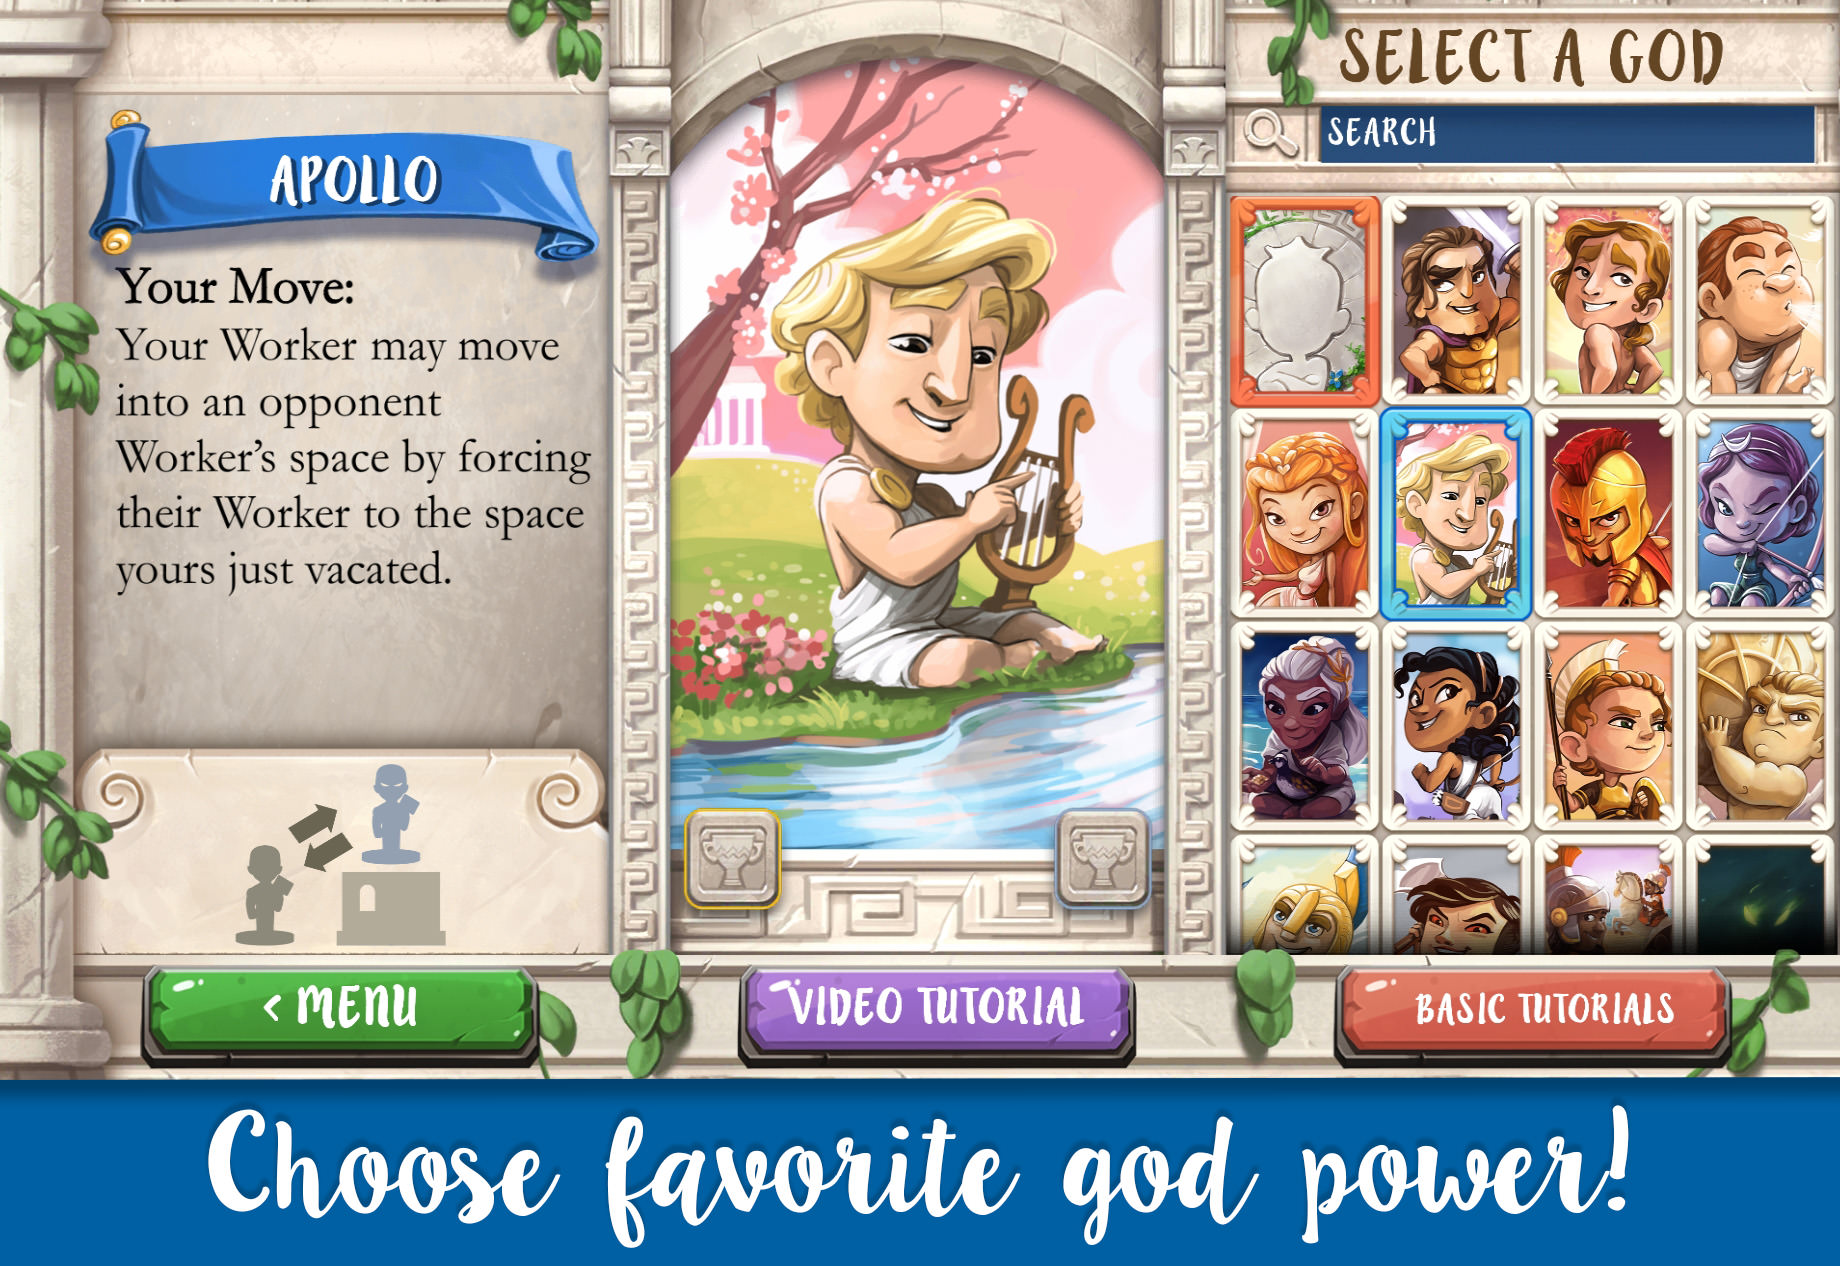 APOLLO
Your Move:
Your Worker may move
into an opponent
Worker's space by forcing
their Worker to the space
yours just vacated.
SELECT A GOD
SEARCH
< MENU
VIDEO TUTORIAL
BASIC TUTORIALS
Choose favorite god power!